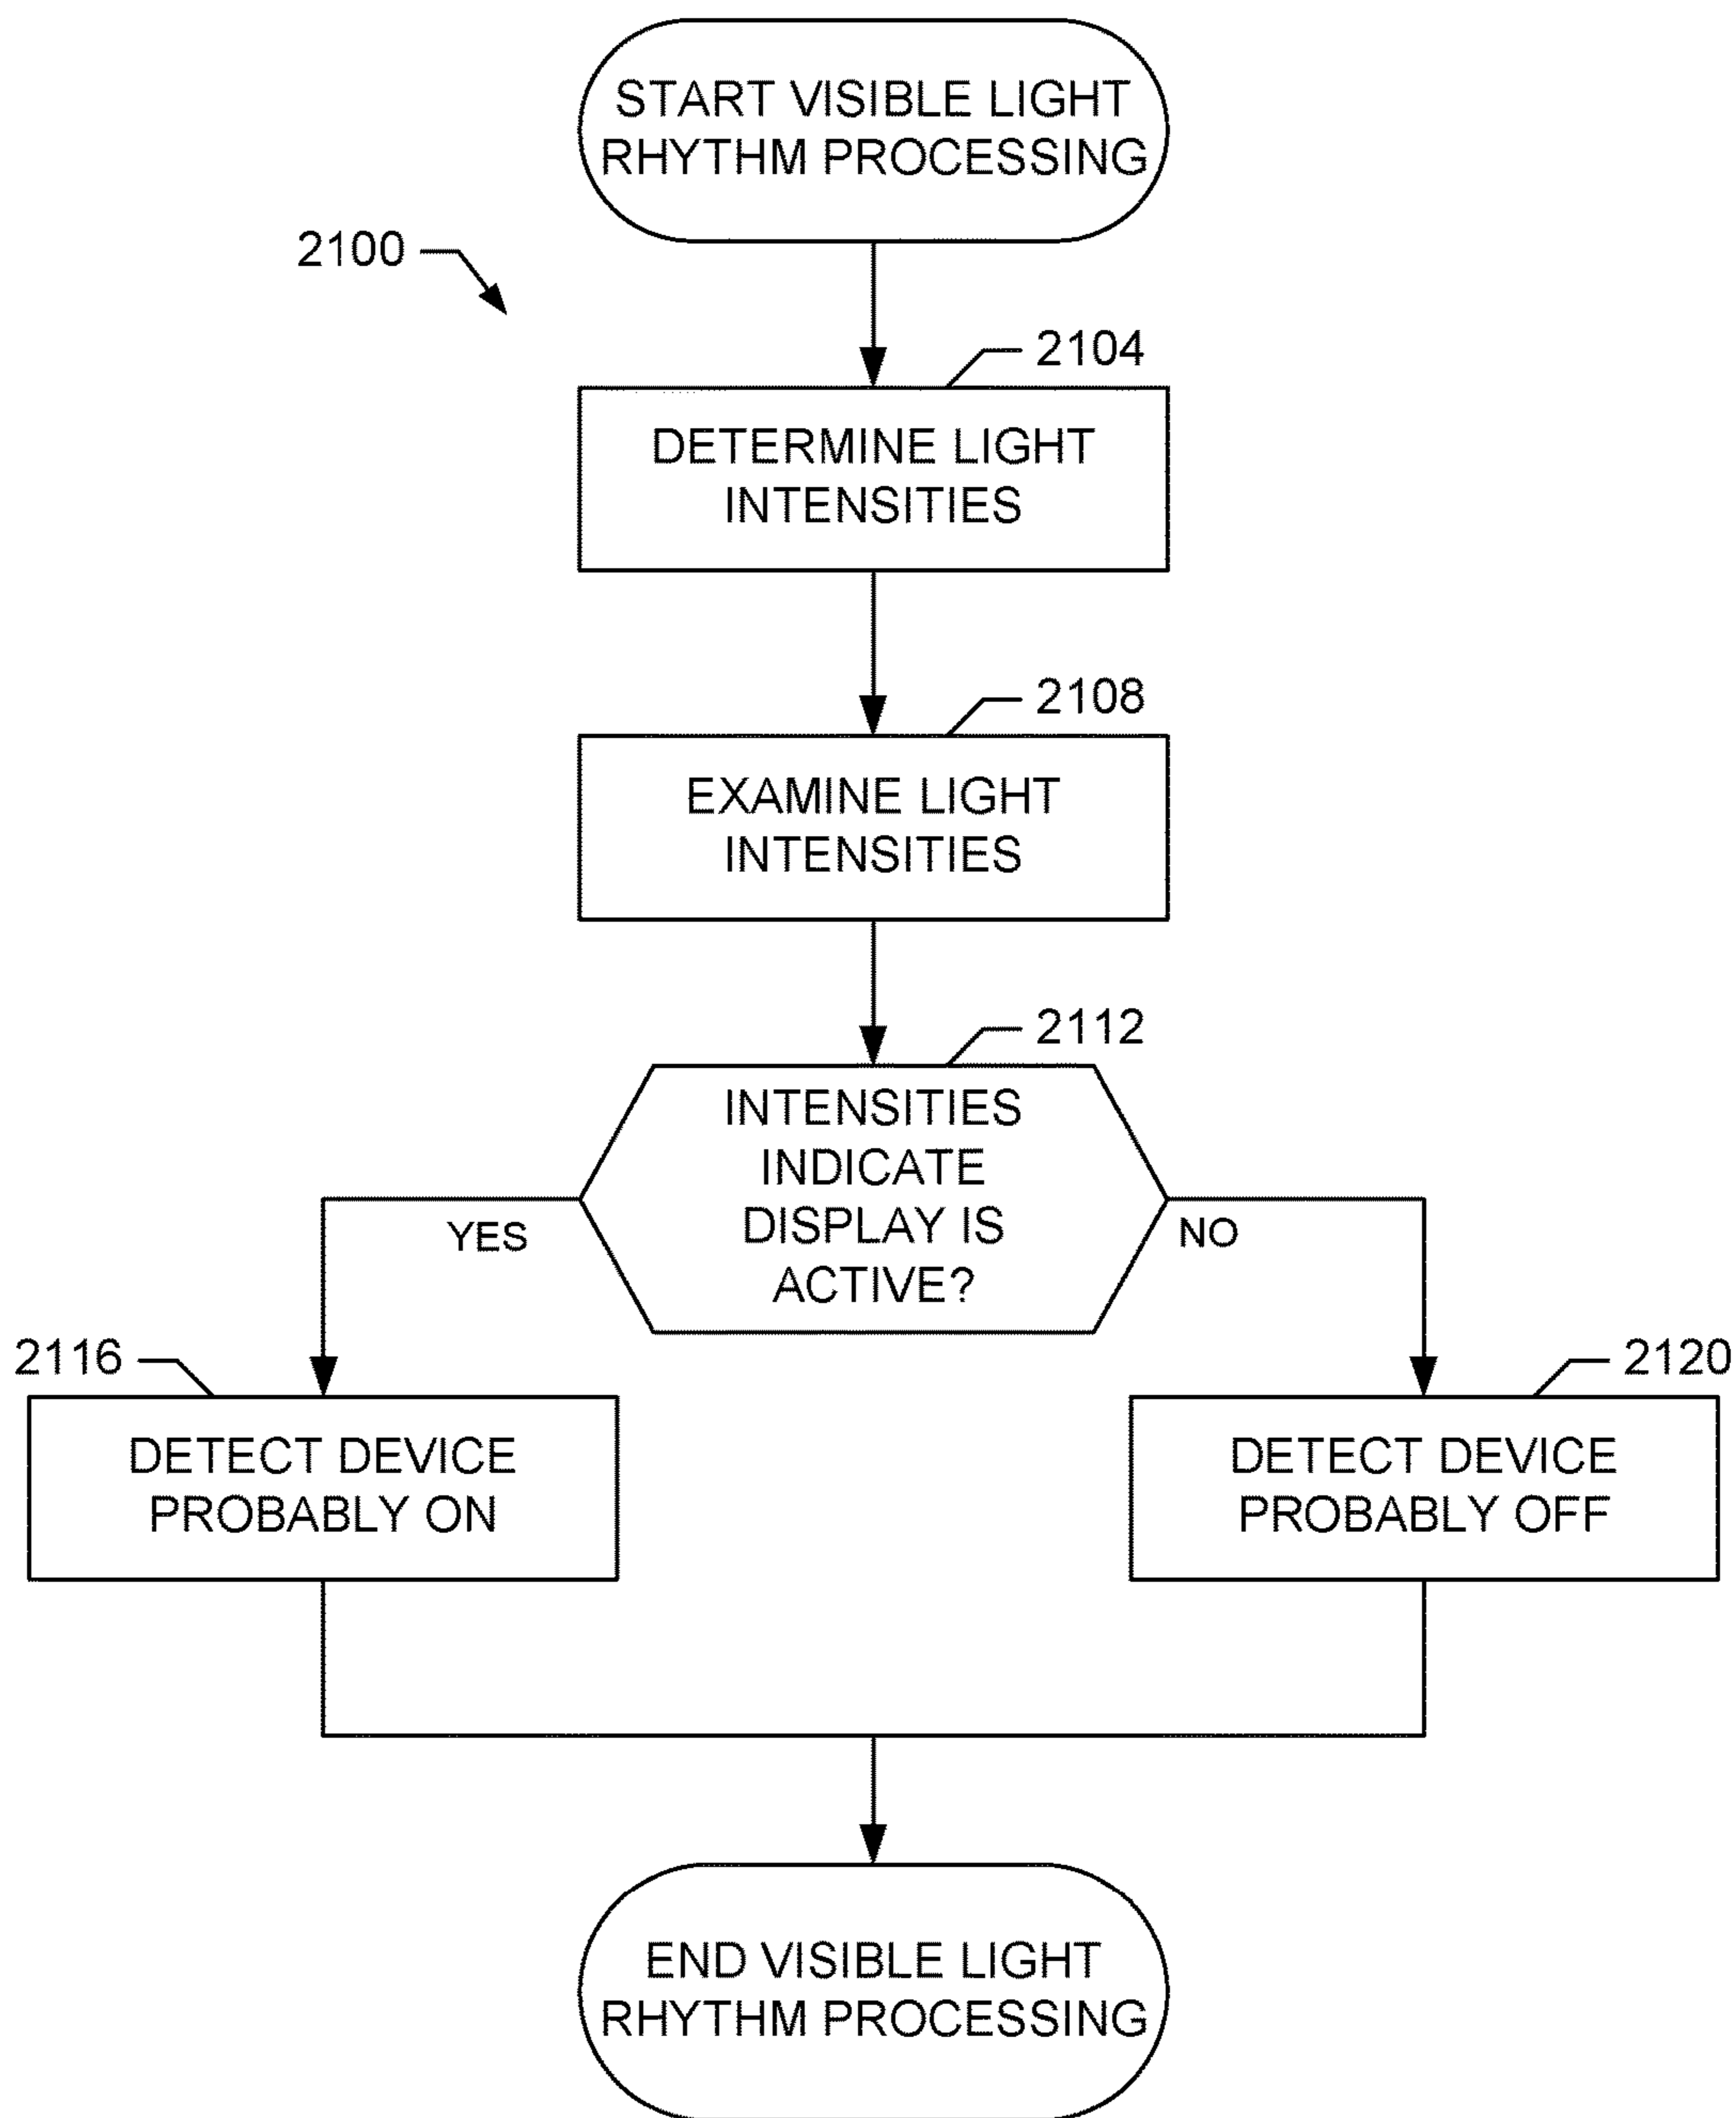 START VISIBLE LIGHT
RHYTHM PROCESSING
2100
2104
DETERMINE LIGHT
INTENSITIES
2108
EXAMINE LIGHT
INTENSITIES
2112
INTENSITIES
INDICATE
DISPLAY IS
ACTIVE?
YES
NO
2116
DETECT DEVICE
PROBABLY ON
2120
DETECT DEVICE
PROBABLY OFF
END VISIBLE LIGHT
RHYTHM PROCESSING